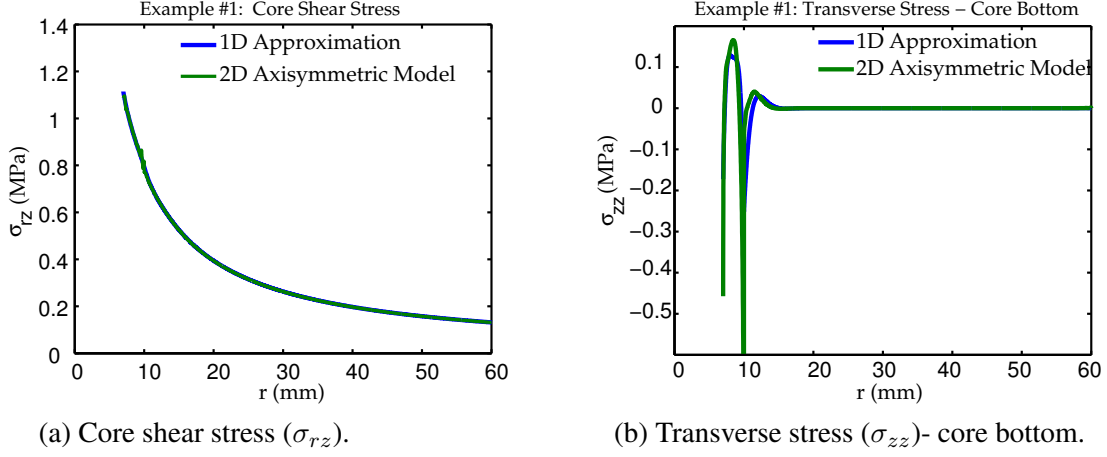 Example #1: Core Shear Stress
1.4
1.2
1
0.8
0.6
0.4
0.2
0
σrz (MPa)
1D Approximation
2D Axisymmetric Model
0 10 20 30 40 50 60
r (mm)
(a) Core shear stress (σrz).
Example #1: Transverse Stress – Core Bottom
0.1
0
−0.1
−0.2
−0.3
−0.4
−0.5
σzz (MPa)
1D Approximation
2D Axisymmetric Model
0 10 20 30 40 50 60
r (mm)
(b) Transverse stress (σzz)- core bottom.